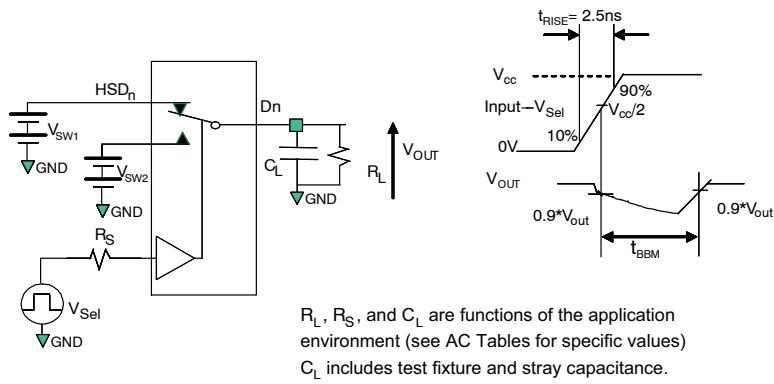 HSDn
VSW1
GND
VSW2
GND
RS
VSel
GND
Dn
CL
GND
RL
VOUT
tRISE= 2.5ns
Vcc
90%
Input–VSel
Vcc/2
10%
0V
VOUT
0.9*Vout
0.9*Vout
tBBM
RL, RS, and CL are functions of the application
environment (see AC Tables for specific values)
CL includes test fixture and stray capacitance.